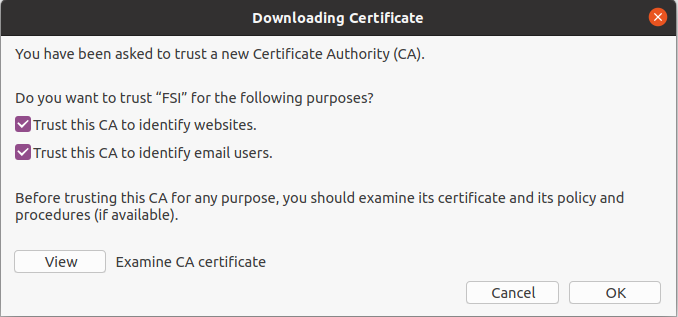 Downloading Certificate
You have been asked to trust a new Certificate Authority (CA).
Do you want to trust “FSI” for the following purposes?
Trust this CA to identify websites.
Trust this CA to identify email users.
Before trusting this CA for any purpose, you should examine its certificate and its policy and
procedures (if available).
View Examine CA certificate
Cancel OK